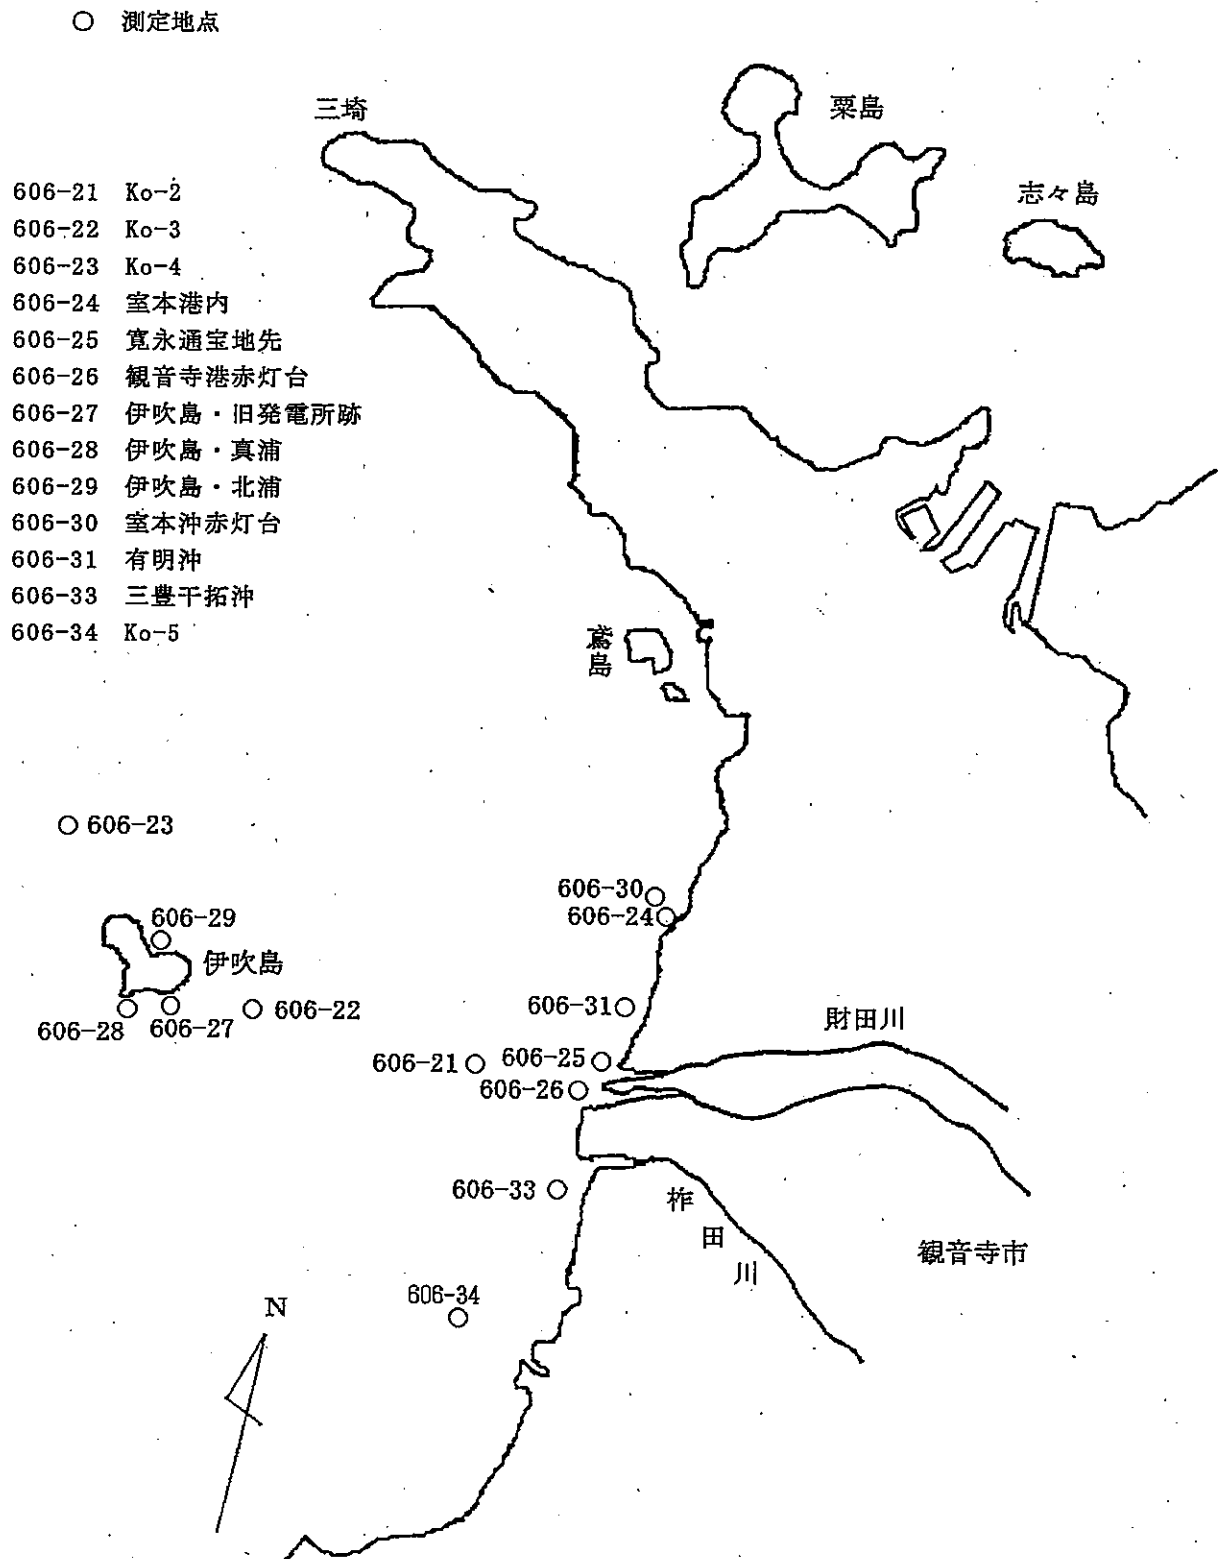 ○ 測定地点
三埼
粟島
志々島
606-21 Ko-2
606-22 Ko-3
606-23 Ko-4
606-24 室本港内
606-25 寛永通宝地先
606-26 観音寺港赤灯台
606-27 伊吹島・旧発電所跡
606-28 伊吹島・真浦
606-29 伊吹島・北浦
606-30 室本沖赤灯台
606-31 有明沖
606-33 三豊干拓沖
606-34 Ko-5
鳶島
606-23
606-30
606-24
606-29
伊吹島
606-28
606-27
606-22
606-31
財田川
606-21
606-25
606-26
606-33
柞田川
観音寺市
606-34
N